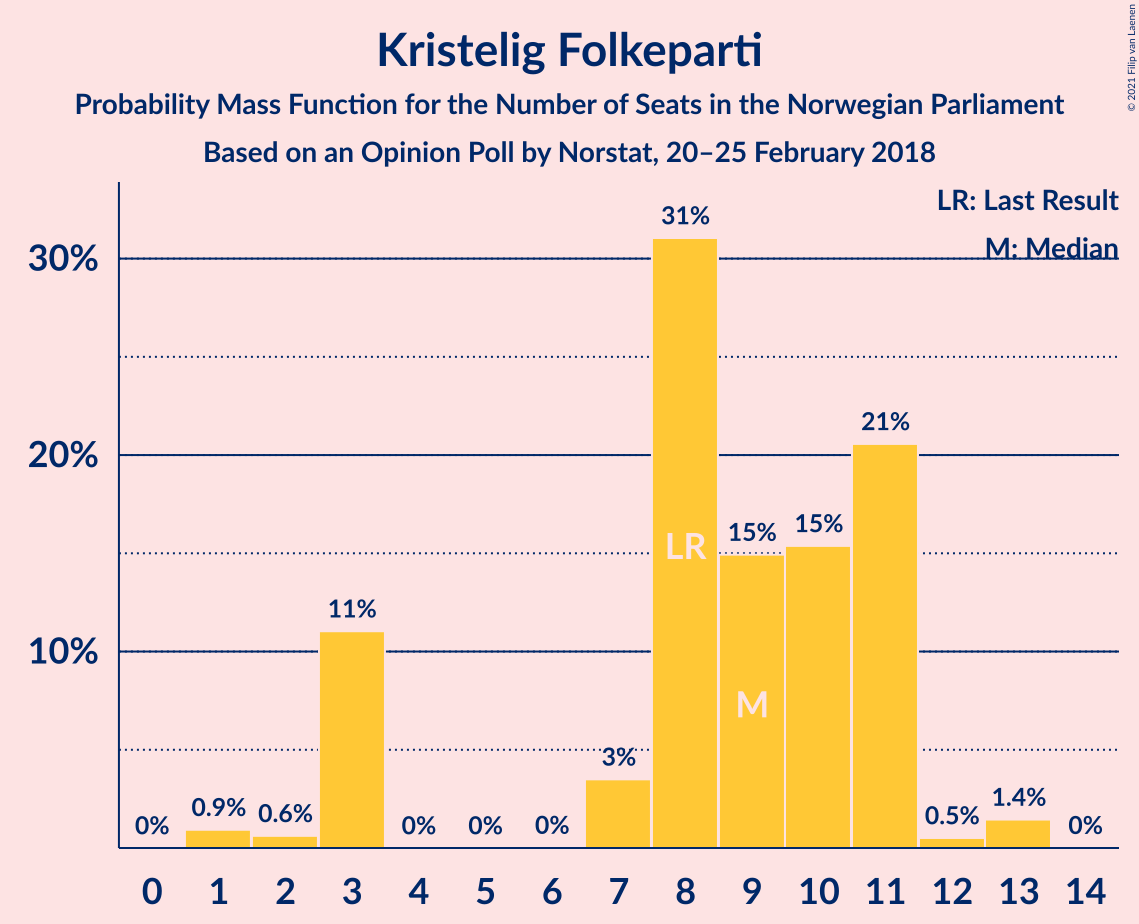 © 2021 Filip van Laenen
Kristelig Folkeparti
Probability Mass Function for the Number of Seats in the Norwegian Parliament
Based on an Opinion Poll by Norstat, 20–25 February 2018
LR: Last Result
M: Median
30%
20%
10%
0%
0.9%
0.6%
11%
0%
0%
0%
3%
31%
15%
15%
21%
0.5%
1.4%
0%
LR
M
0 1 2 3 4 5 6 7 8 9 10 11 12 13 14